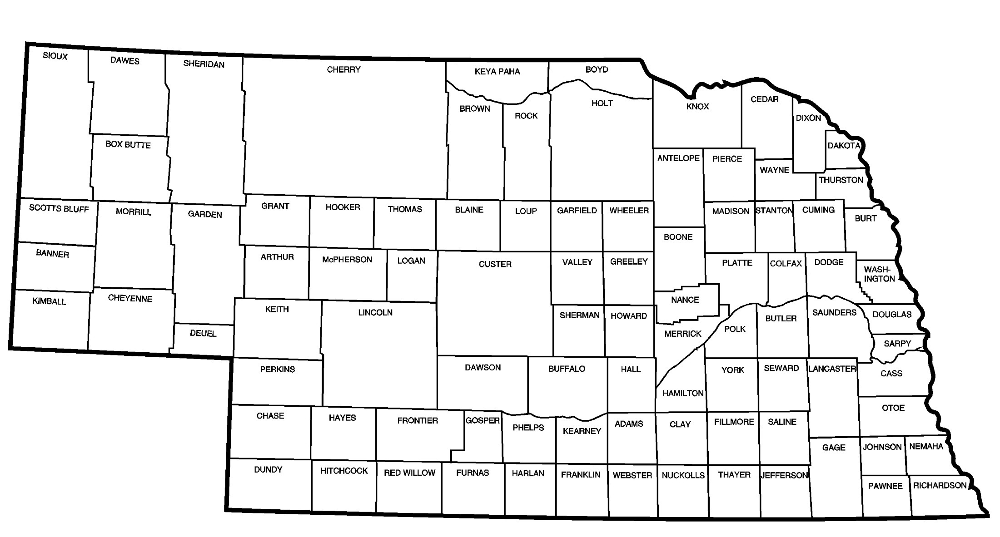 SIOUX
DAWES
SHERIDAN
CHERRY
KEYA PAHA
BOYD
BROWN
ROCK
HOLT
KNOX
CEDAR
DIXON
DAKOTA
BOX BUTTE
ANTELOPE
PIERCE
WAYNE
THURSTON
SCOTTS BLUFF
MORRILL
GARDEN
GRANT
HOOKER
THOMAS
BLAINE
LOUP
GARFIELD
WHEELER
MADISON
STANTON
CUMING
BURT
BOONE
BANNER
ARTHUR
McPHERSON
LOGAN
CUSTER
VALLEY
GREELEY
PLATTE
COLFAX
DODGE
WASH-
INGTON
KIMBALL
CHEYENNE
KEITH
LINCOLN
SHERMAN
HOWARD
NANCE
MERRICK
POLK
BUTLER
SAUNDERS
DOUGLAS
DEUEL
SARPY
PERKINS
DAWSON
BUFFALO
HALL
HAMILTON
YORK
SEWARD
LANCASTER
CASS
OTOE
CHASE
HAYES
FRONTIER
GOSPER
PHELPS
KEARNEY
ADAMS
CLAY
FILLMORE
SALINE
GAGE
JOHNSON
NEMAHA
DUNDY
HITCHCOCK
RED WILLOW
FURNAS
HARLAN
FRANKLIN
WEBSTER
NUCKOLLS
THAYER
JEFFERSON
PAWNEE
RICHARDSON